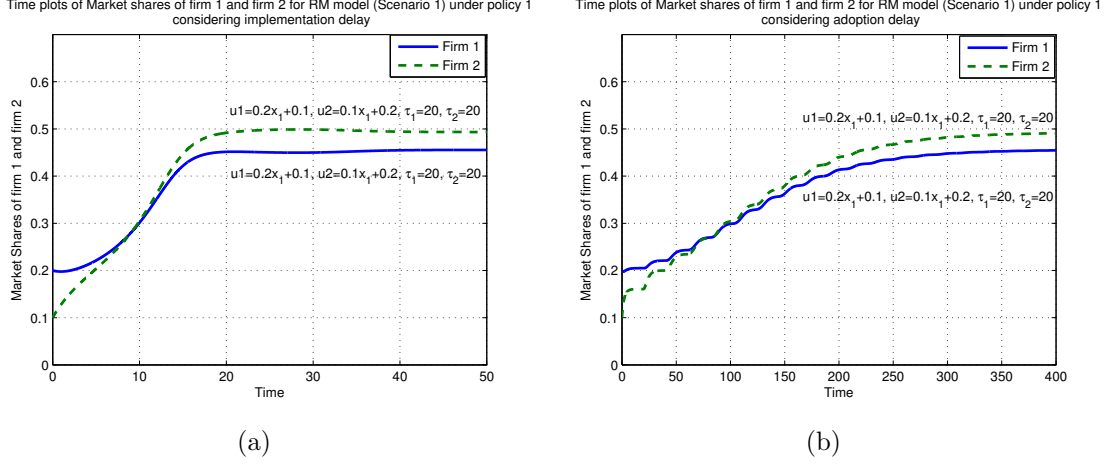 Time plots of Market shares of firm 1 and firm 2 for RM model (Scenario 1) under policy 1
considering implementation delay
Firm 1
Firm 2
u1=0.2x₁+0.1, u2=0.1x₁+0.2, τ₁=20, τ₂=20
u1=0.2x₁+0.1, u2=0.1x₁+0.2, τ₁=20, τ₂=20
Market Shares of firm 1 and firm 2
0.6
0.5
0.4
0.3
0.2
0.1
0
0 10 20 30 40 50
Time
(a)
Time plots of Market shares of firm 1 and firm 2 for RM model (Scenario 1) under policy 1
considering adoption delay
Firm 1
Firm 2
u1=0.2x₁+0.1, u2=0.1x₁+0.2, τ₁=20, τ₂=20
u1=0.2x₁+0.1, u2=0.1x₁+0.2, τ₁=20, τ₂=20
Market Shares of firm 1 and firm 2
0.6
0.5
0.4
0.3
0.2
0.1
0
0 50 100 150 200 250 300 350 400
Time
(b)